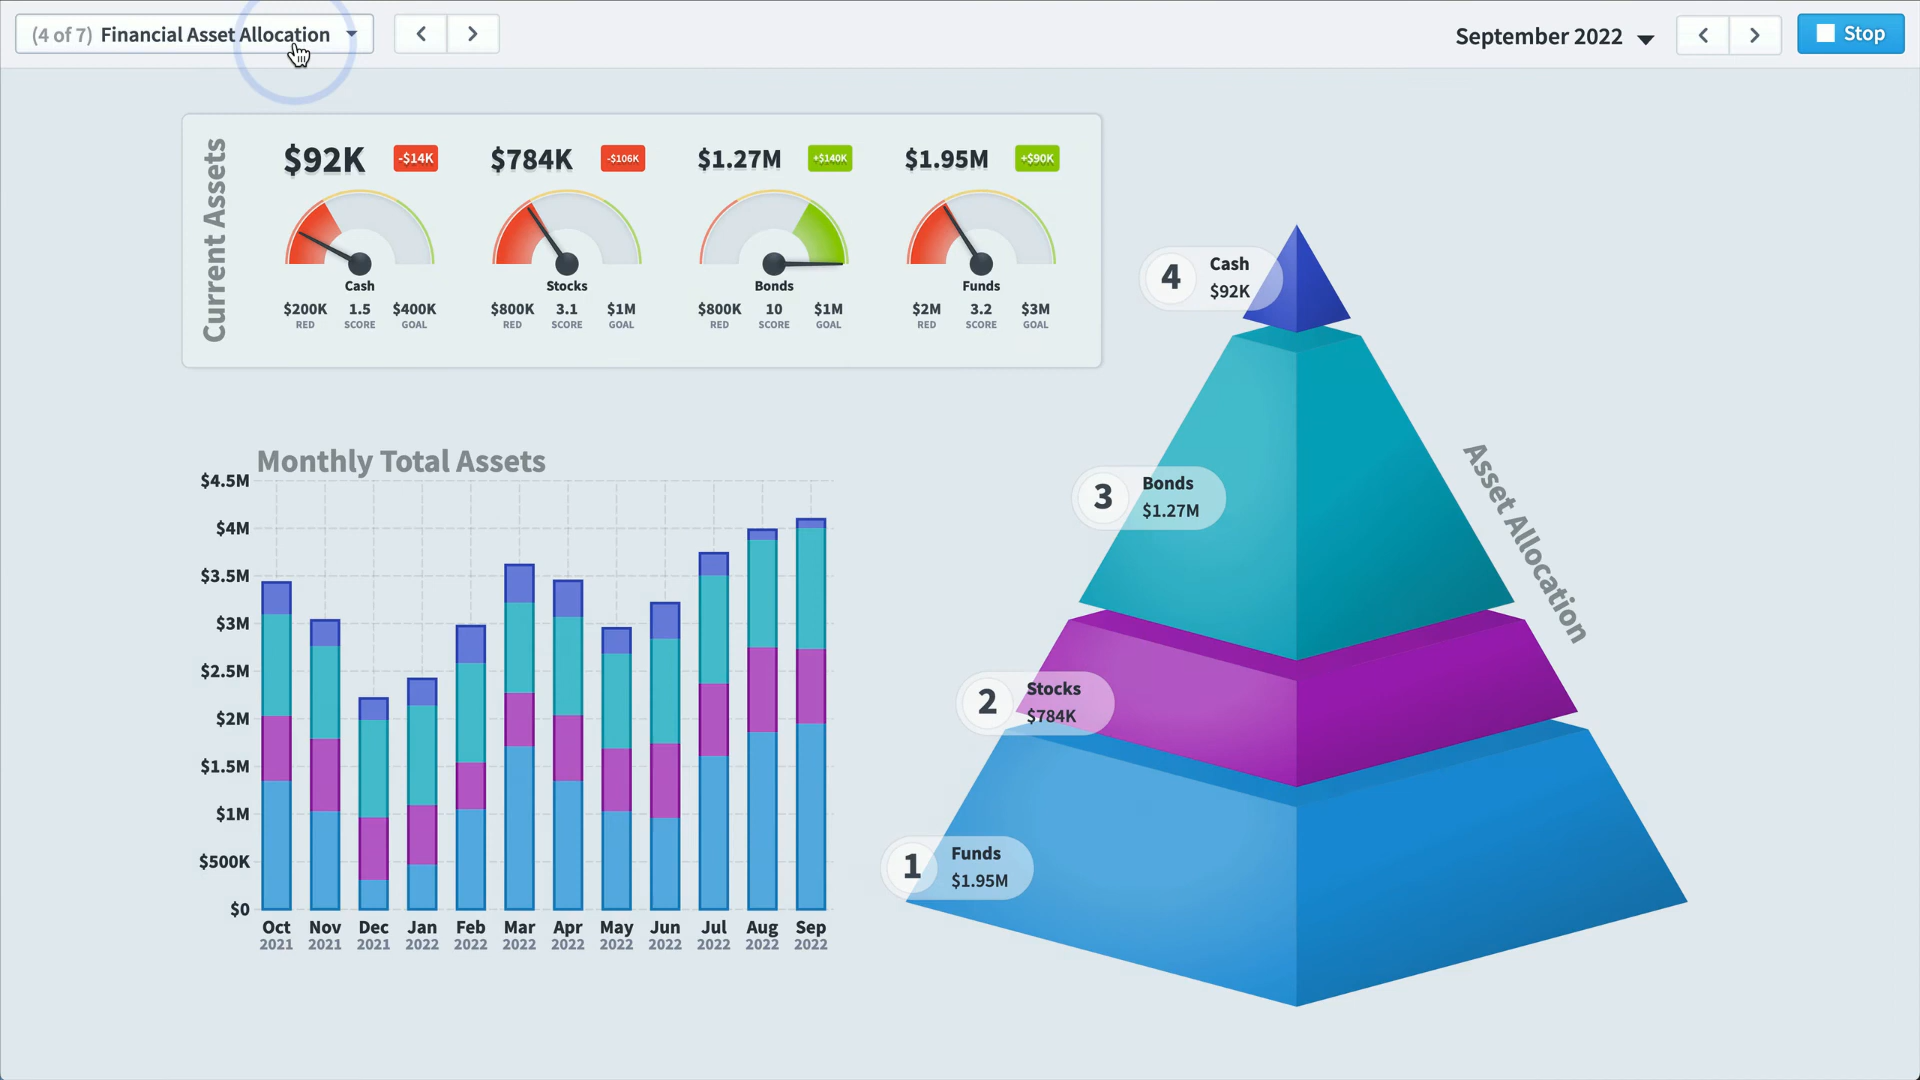 (4 of 7) Financial Asset Allocation
September 2022
Stop
Current Assets
$92K -$14K
$784K -$106K
$1.27M +$140K
$1.95M +$90K
Cash
Stocks
Bonds
Funds
$200K 1.5 $400K
RED SCORE GOAL
$800K 3.1 $1M
RED SCORE GOAL
$800K 10 $1M
RED SCORE GOAL
$2M 3.2 $3M
RED SCORE GOAL
Monthly Total Assets
$4.5M
$4M
$3.5M
$3M
$2.5M
$2M
$1.5M
$1M
$500K
$0
Oct Nov Dec Jan Feb Mar Apr May Jun Jul Aug Sep
2021 2021 2021 2022 2022 2022 2022 2022 2022 2022 2022 2022
Asset Allocation
4 Cash
$92K
3 Bonds
$1.27M
2 Stocks
$784K
1 Funds
$1.95M